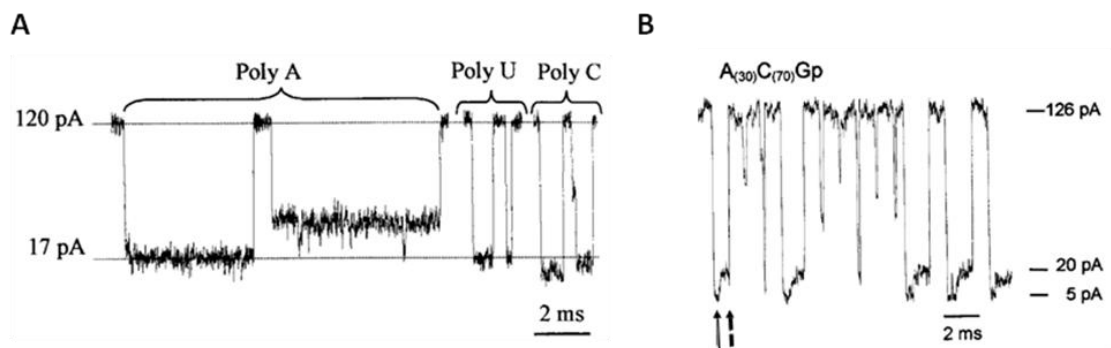 A
B
Poly A
Poly U
Poly C
120 pA
17 pA
2 ms
A(30)C(70)Gp
126 pA
20 pA
5 pA
2 ms